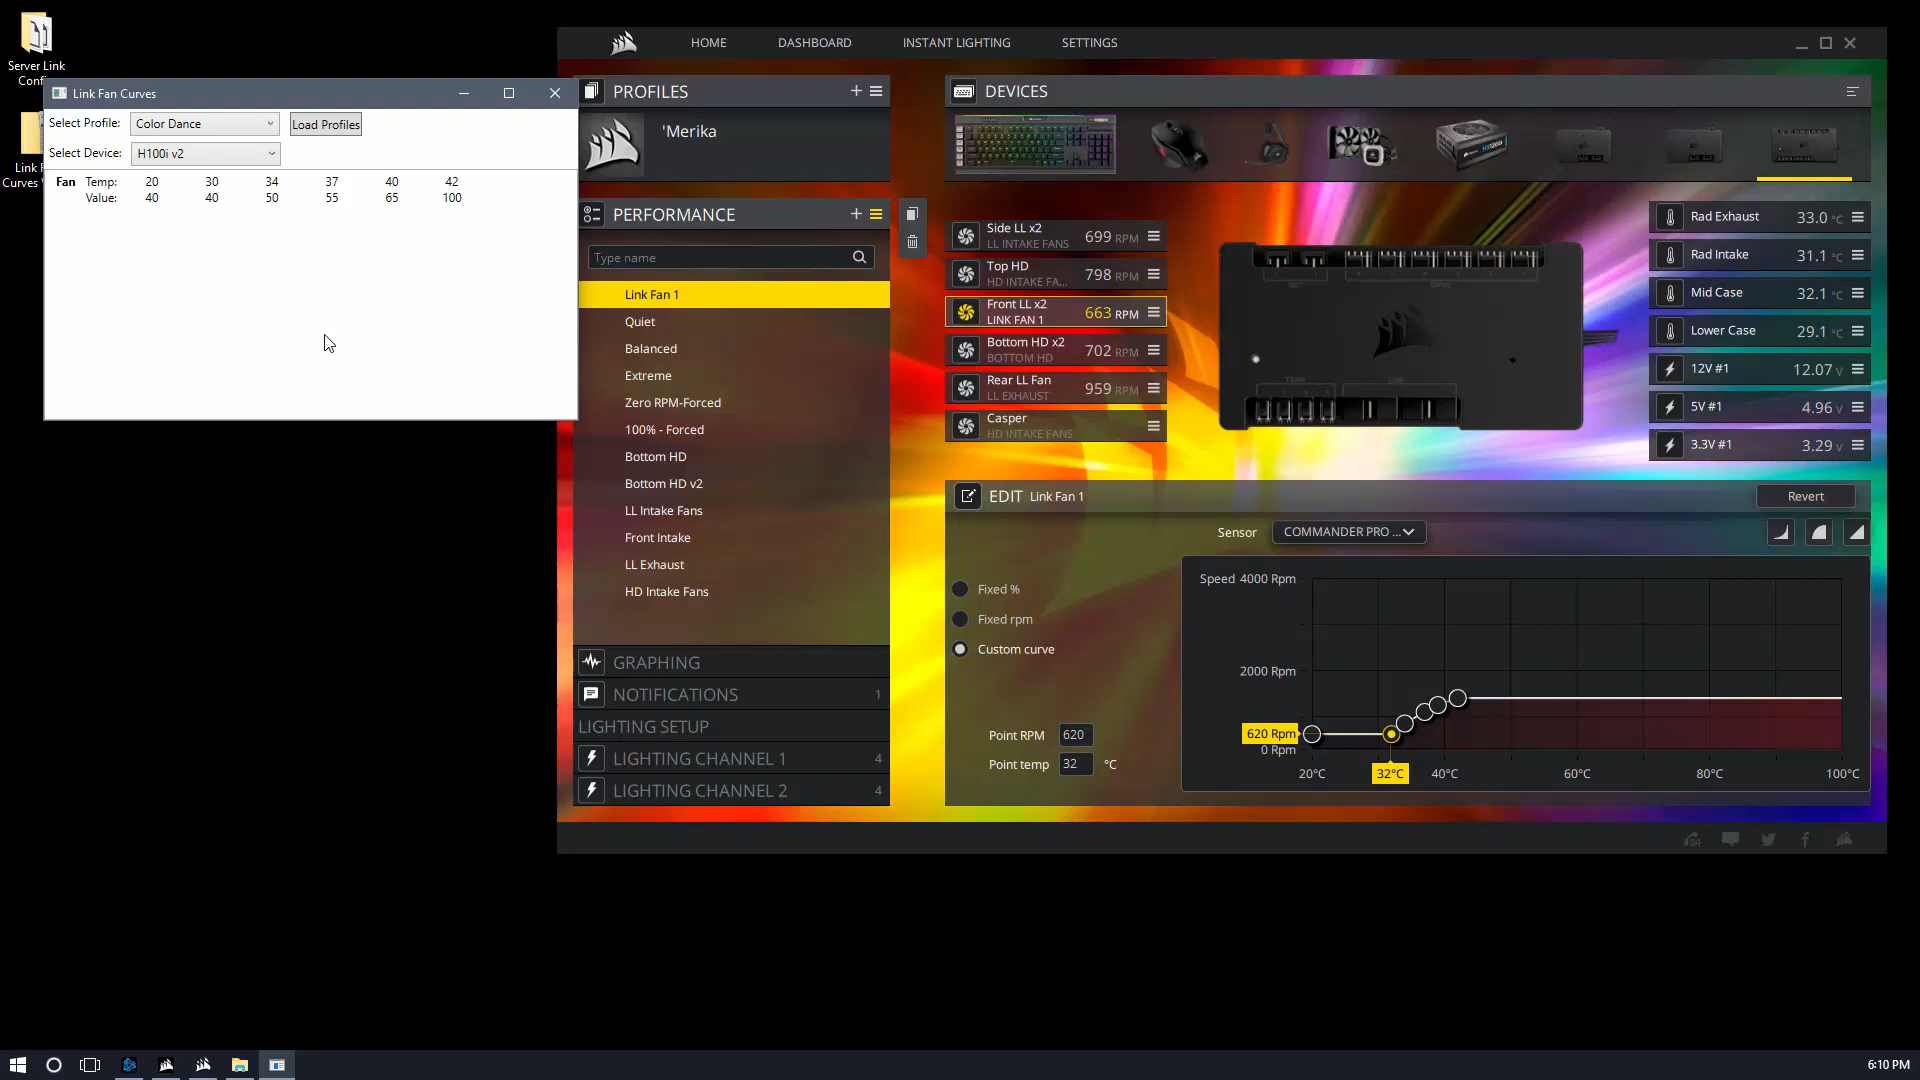 Server Link
Confi...
Link F
Curves
Link Fan Curves
Select Profile:
Color Dance
Load Profiles
Select Device:
H100i v2
Fan Temp: 20 30 34 37 40 42
Value: 40 40 50 55 65 100
HOME
DASHBOARD
INSTANT LIGHTING
SETTINGS
PROFILES
'Merika
PERFORMANCE
Type name
Link Fan 1
Quiet
Balanced
Extreme
Zero RPM-Forced
100% - Forced
Bottom HD
Bottom HD v2
LL Intake Fans
Front Intake
LL Exhaust
HD Intake Fans
GRAPHING
NOTIFICATIONS 1
LIGHTING SETUP
LIGHTING CHANNEL 1 4
LIGHTING CHANNEL 2 4
DEVICES
Side LL x2
LL INTAKE FANS
699 RPM
Top HD
HD INTAKE FA...
798 RPM
Front LL x2
LINK FAN 1
663 RPM
Bottom HD x2
BOTTOM HD
702 RPM
Rear LL Fan
LL EXHAUST
959 RPM
Casper
HD INTAKE FANS
Rad Exhaust 33.0 °C
Rad Intake 31.1 °C
Mid Case 32.1 °C
Lower Case 29.1 °C
12V #1 12.07 V
5V #1 4.96 V
3.3V #1 3.29 V
EDIT Link Fan 1
Revert
Sensor
COMMANDER PRO ...
Fixed %
Fixed rpm
Custom curve
Point RPM 620
Point temp 32 °C
Speed 4000 Rpm
2000 Rpm
620 Rpm
0 Rpm
20°C 32°C 40°C 60°C 80°C 100°C
6:10 PM